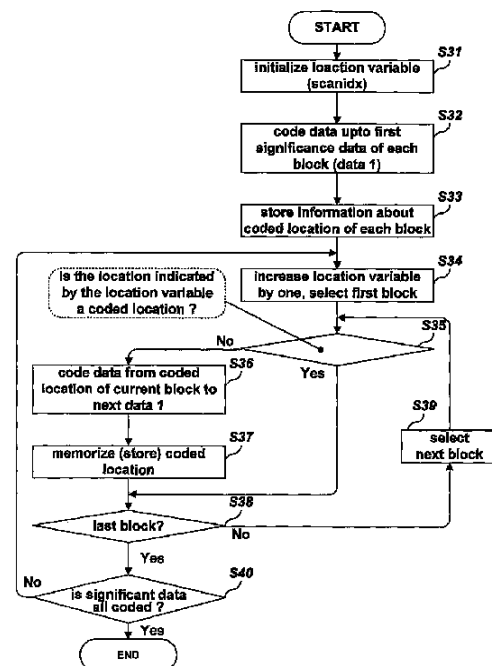 START
S31
initialize loaction variable
(scanidx)
S32
code data upto first
significance data of each
block (data 1)
S33
store information about
coded location of each block
S34
increase location variable
by one, select first block
Is the location indicated
by the location variable
a coded location ?
S35
No
Yes
S36
code data from coded
location of current block to
next data 1
S37
memorize (store) coded
location
S39
select
next block
S38
last block?
No
Yes
S40
No
is significant data
all coded ?
Yes
END